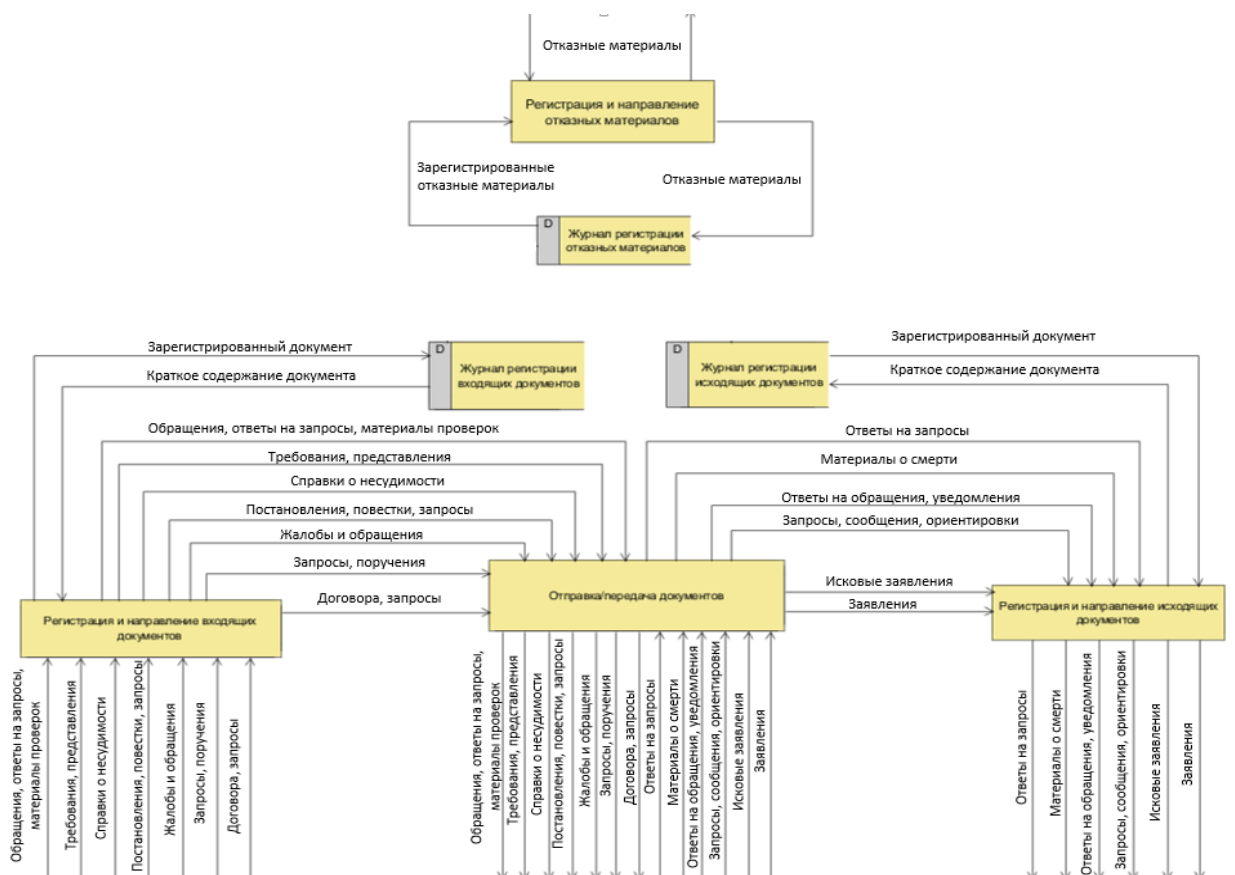 Отказные материалы
Регистрация и направление
отказных материалов
Зарегистрированные
отказные материалы
Отказные материалы
D
Журнал регистрации
отказных материалов
Зарегистрированный документ
Краткое содержание документа
D
Журнал регистрации
входящих документов
D
Журнал регистрации
исходящих документов
Зарегистрированный документ
Краткое содержание документа
Обращения, ответы на запросы, материалы проверок
Требования, представления
Справки о несудимости
Постановления, повестки, запросы
Жалобы и обращения
Запросы, поручения
Договора, запросы
Ответы на запросы
Материалы о смерти
Ответы на обращения, уведомления
Запросы, сообщения, ориентировки
Исковые заявления
Заявления
Регистрация и направление входящих
документов
Отправка/передача документов
Регистрация и направление исходящих
документов
Обращения, ответы на запросы,
материалы проверок
Требования, представления
Справки о несудимости
Постановления, повестки, запросы
Жалобы и обращения
Запросы, поручения
Договора, запросы
Обращения, ответы на запросы,
материалы проверок
Требования, представления
Справки о несудимости
Постановления, повестки, запросы
Жалобы и обращения
Запросы, поручения
Договора, запросы
Ответы на запросы
Материалы о смерти
Ответы на обращения, уведомления
Запросы, сообщения, ориентировки
Исковые заявления
Заявления
Ответы на запросы
Материалы о смерти
Ответы на обращения, уведомления
Запросы, сообщения, ориентировки
Исковые заявления
Заявления